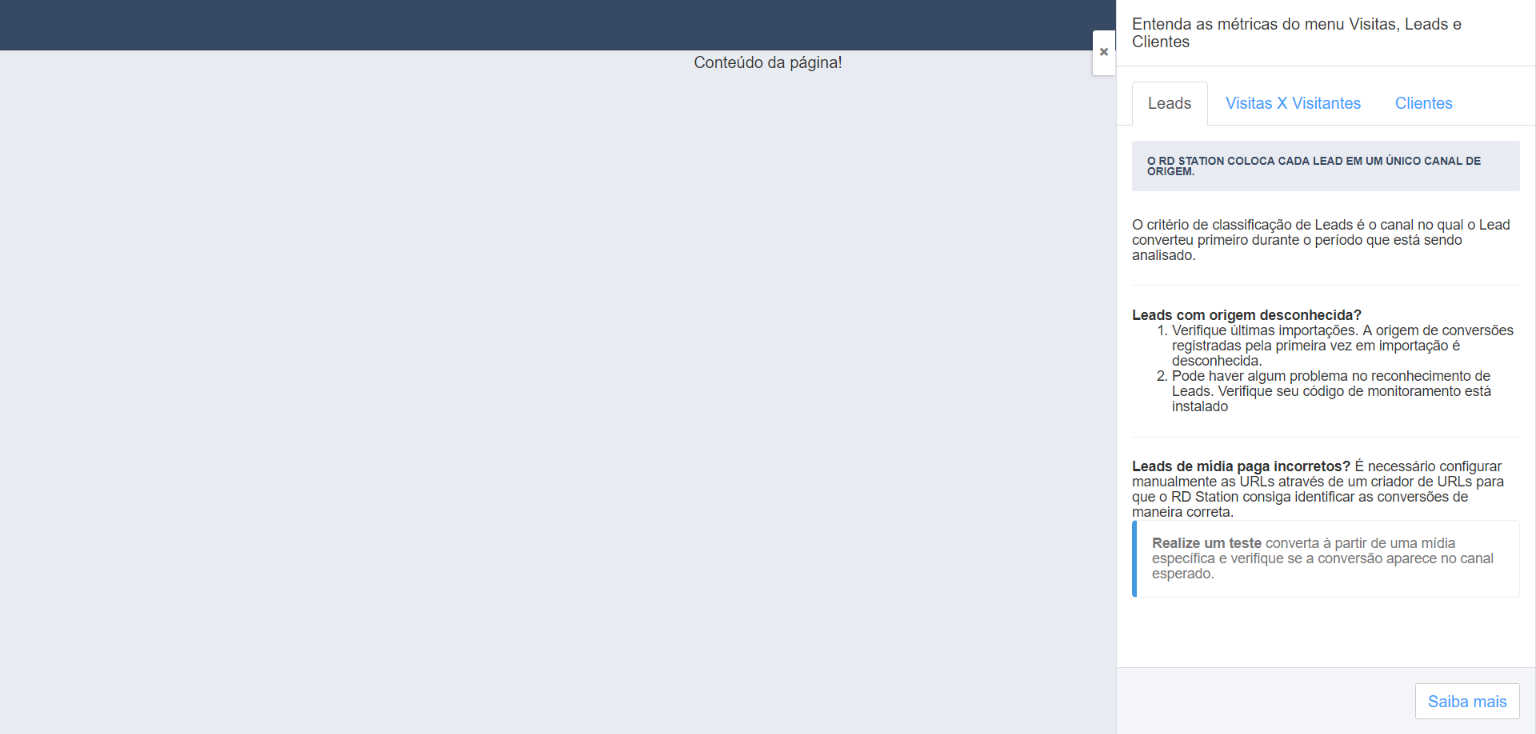 Conteúdo da página!
×
Entenda as métricas do menu Visitas, Leads e
Clientes
Leads Visitas X Visitantes Clientes
O RD STATION COLOCA CADA LEAD EM UM ÚNICO CANAL DE
ORIGEM.
O critério de classificação de Leads é o canal no qual o Lead
converteu primeiro durante o período que está sendo
analisado.
Leads com origem desconhecida?
1. Verifique últimas importações. A origem de conversões
registradas pela primeira vez em importação é
desconhecida.
2. Pode haver algum problema no reconhecimento de
Leads. Verifique seu código de monitoramento está
instalado
Leads de mídia paga incorretos? É necessário configurar
manualmente as URLs através de um criador de URLs para
que o RD Station consiga identificar as conversões de
maneira correta.
Realize um teste converta à partir de uma mídia
específica e verifique se a conversão aparece no canal
esperado.
Saiba mais